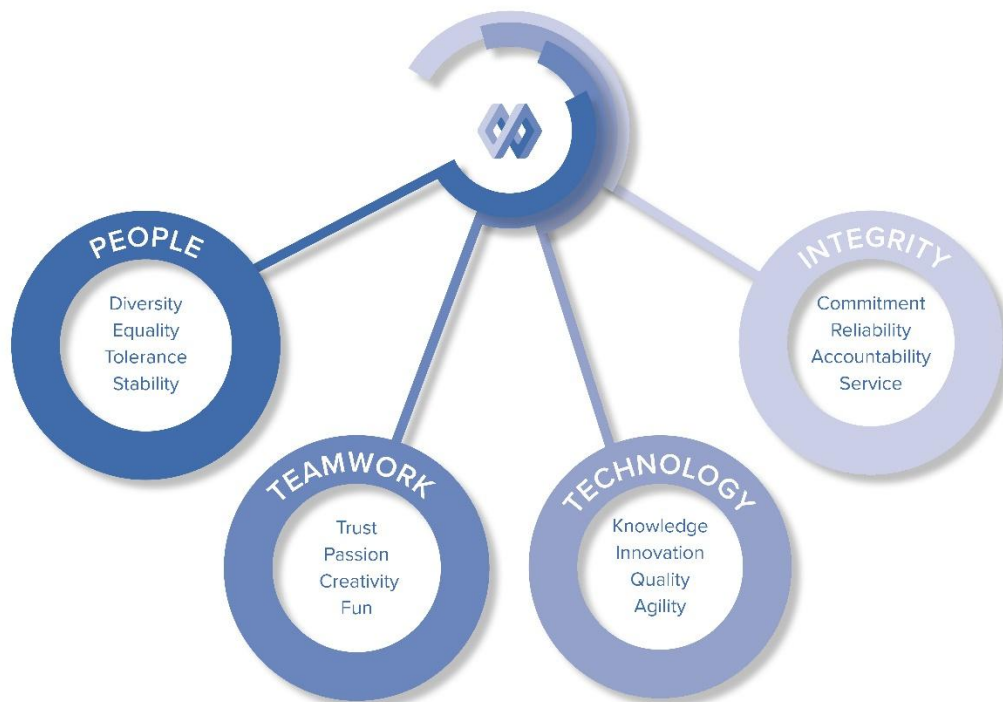 PEOPLE
Diversity
Equality
Tolerance
Stability
TEAMWORK
Trust
Passion
Creativity
Fun
TECHNOLOGY
Knowledge
Innovation
Quality
Agility
INTEGRITY
Commitment
Reliability
Accountability
Service